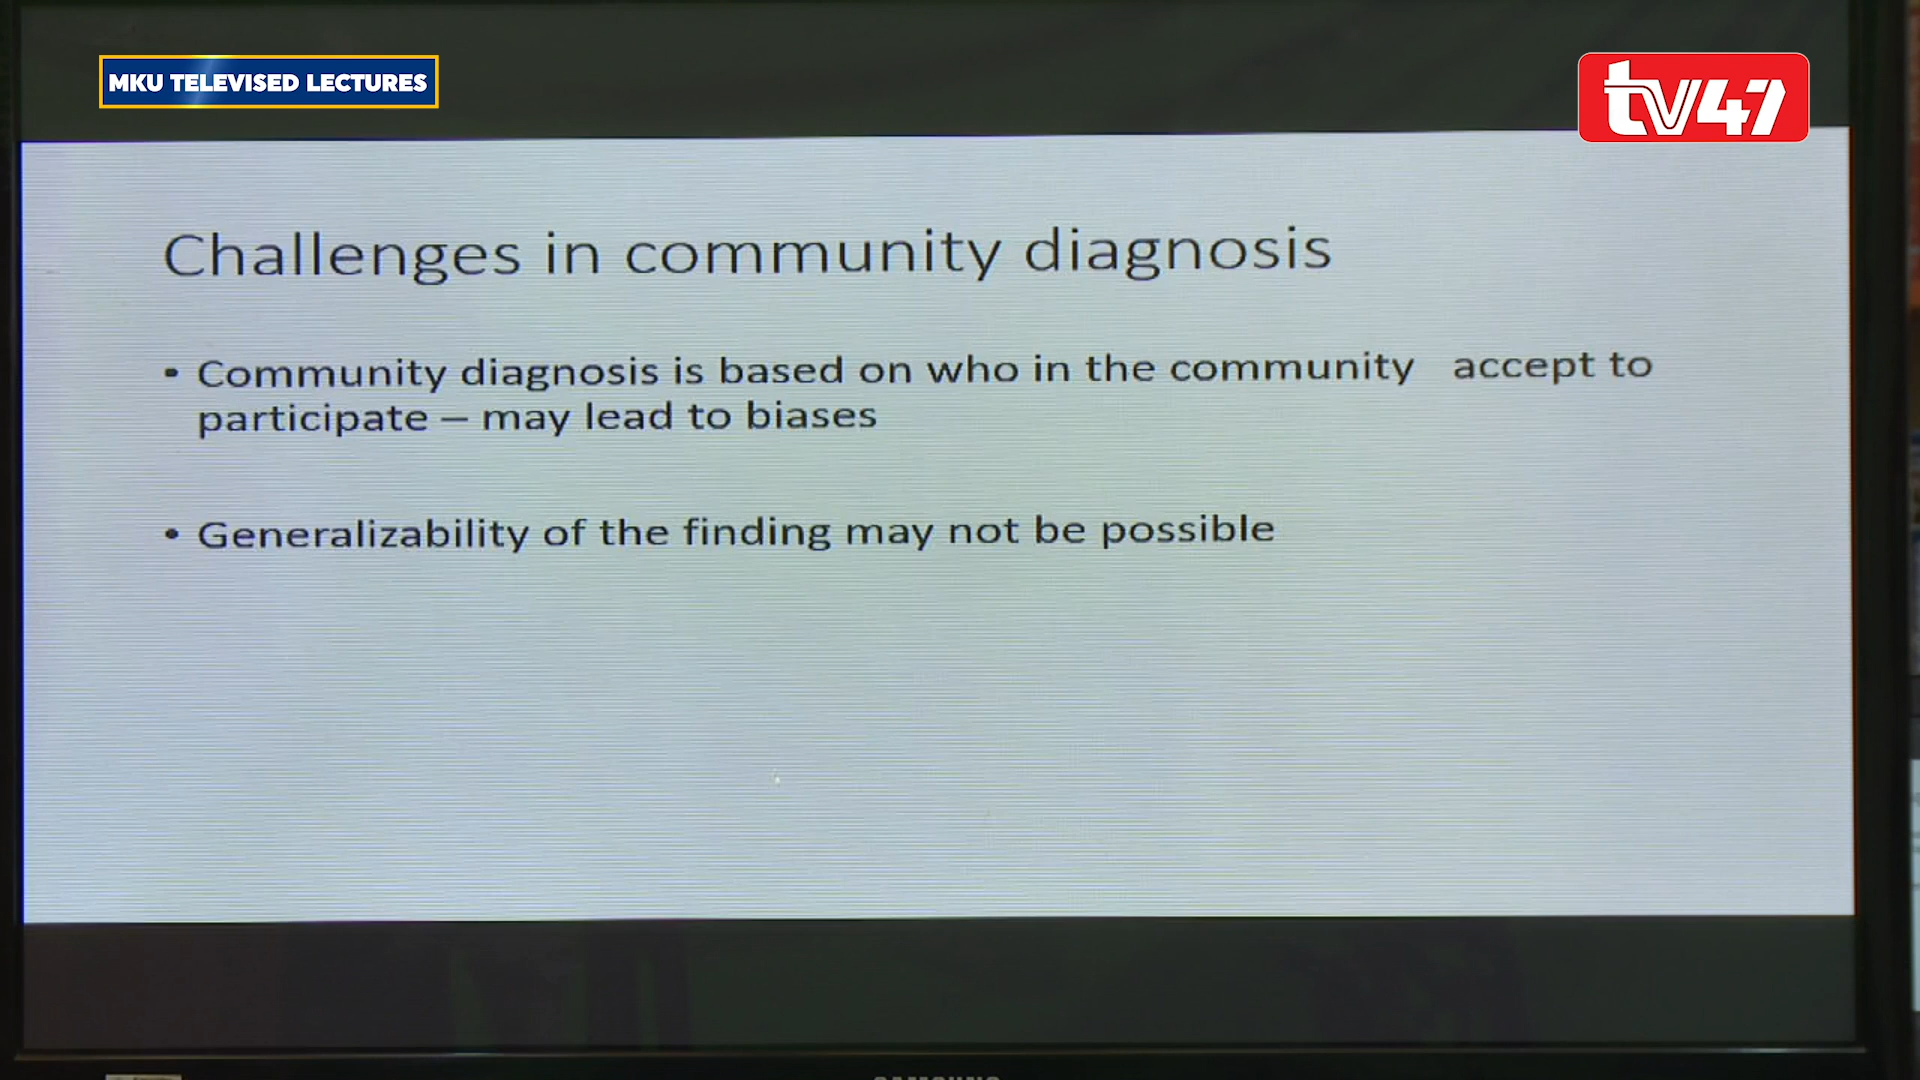 MKU TELEVISED LECTURES
tv47
Challenges in community diagnosis
• Community diagnosis is based on who in the community accept to
participate – may lead to biases
• Generalizability of the finding may not be possible